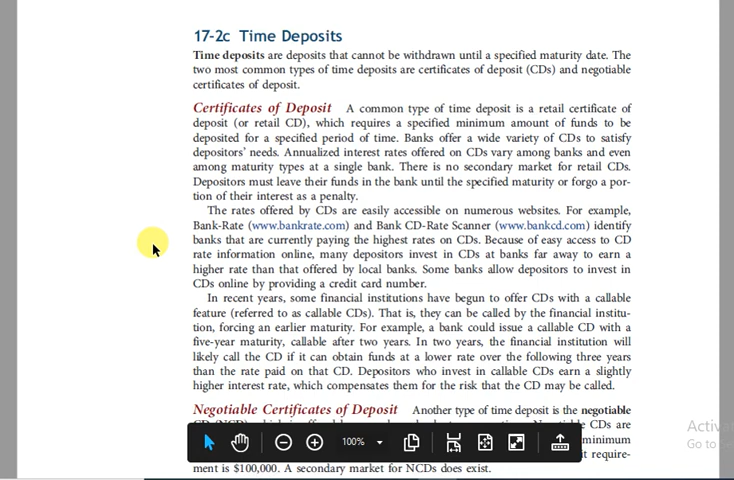 17-2c Time Deposits
Time deposits are deposits that cannot be withdrawn until a specified maturity date. The
two most common types of time deposits are certificates of deposit (CDs) and negotiable
certificates of deposit.
Certificates of Deposit A common type of time deposit is a retail certificate of
deposit (or retail CD), which requires a specified minimum amount of funds to be
deposited for a specified period of time. Banks offer a wide variety of CDs to satisfy
depositors' needs. Annualized interest rates offered on CDs vary among banks and even
among maturity types at a single bank. There is no secondary market for retail CDs.
Depositors must leave their funds in the bank until the specified maturity or forgo a por-
tion of their interest as a penalty.
The rates offered by CDs are easily accessible on numerous websites. For example,
Bank-Rate (www.bankrate.com) and Bank CD-Rate Scanner (www.bankcd.com) identify
banks that are currently paying the highest rates on CDs. Because of easy access to CD
rate information online, many depositors invest in CDs at banks far away to earn a
higher rate than that offered by local banks. Some banks allow depositors to invest in
CDs online by providing a credit card number.
In recent years, some financial institutions have begun to offer CDs with a callable
feature (referred to as callable CDs). That is, they can be called by the financial institu-
tion, forcing an earlier maturity. For example, a bank could issue a callable CD with a
five-year maturity, callable after two years. In two years, the financial institution will
likely call the CD if it can obtain funds at a lower rate over the following three years
than the rate paid on that CD. Depositors who invest in callable CDs earn a slightly
higher interest rate, which compensates them for the risk that the CD may be called.
Negotiable Certificates of Deposit Another type of time deposit is the negotiable
CDs are
minimum
it require-
ment is $100,000. A secondary market for NCDs does exist.
100%
Activ
Go to